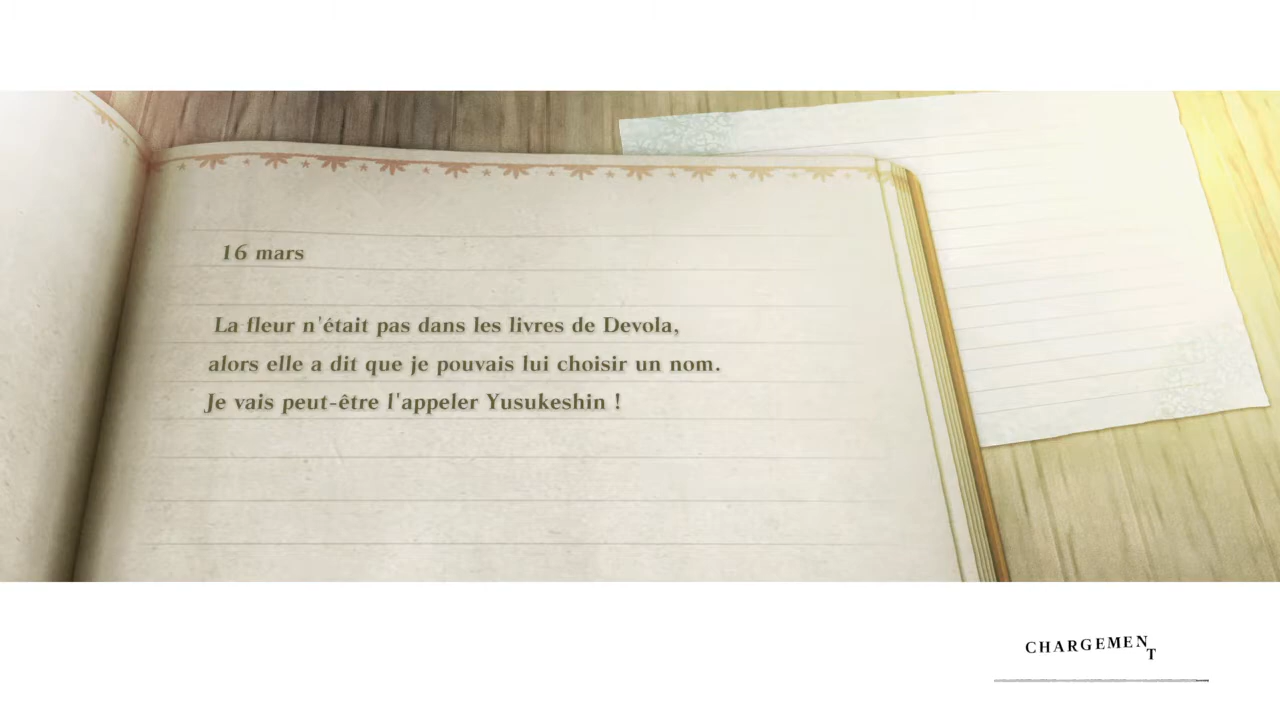 16 mars
La fleur n'était pas dans les livres de Devola,
alors elle a dit que je pouvais lui choisir un nom.
Je vais peut-être l'appeler Yusukeshin !
CHARGEMENT